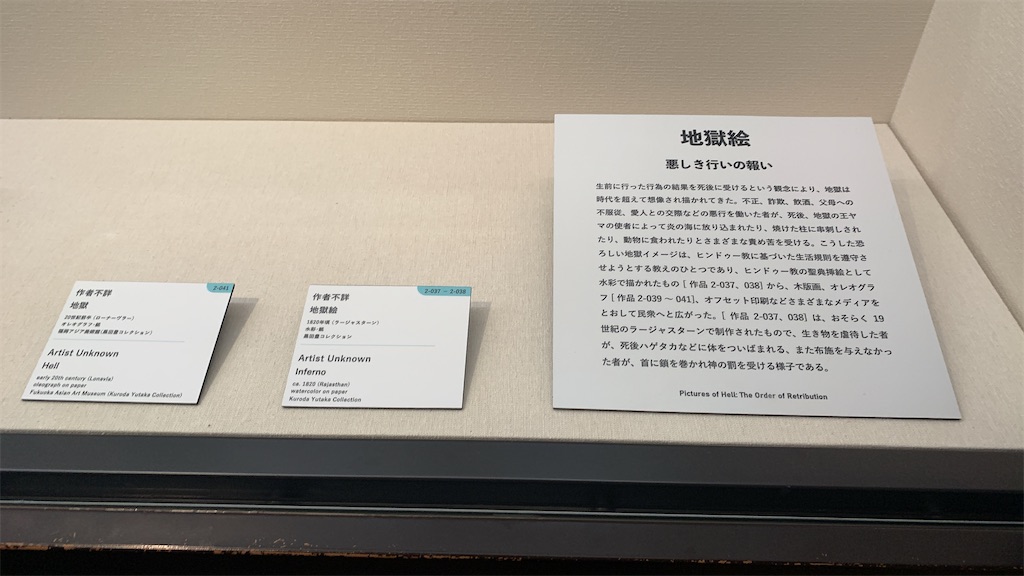 2-041
作者不詳
地獄
20世紀前半(ローナーヴラー)
オレオグラフ・紙
福岡アジア美術館(黒田豊コレクション)
Artist Unknown
Hell
early 20th century (Lonavla)
oleograph on paper
Fukuoka Asian Art Museum (Kuroda Yutaka Collection)
2-037 ~ 2-038
作者不詳
地獄絵
1820年頃(ラージャスターン)
水彩・紙
黒田豊コレクション
Artist Unknown
Inferno
ca. 1820 (Rajasthan)
watercolor on paper
Kuroda Yutaka Collection
地獄絵
悪しき行いの報い
生前に行った行為の結果を死後に受けるという観念により、地獄は
時代を超えて想像され描かれてきた。不正、詐欺、飲酒、父母への
不服従、愛人との交際などの悪行を働いた者が、死後、地獄の王ヤ
マの使者によって炎の海に放り込まれたり、焼けた柱に串刺しされ
たり、動物に食われたりとさまざまな責め苦を受ける。こうした恐
ろしい地獄イメージは、ヒンドゥー教に基づいた生活規則を遵守さ
せようとする教えのひとつであり、ヒンドゥー教の聖典挿絵として
水彩で描かれたもの[作品 2-037、038]から、木版画、オレオグラ
フ[作品 2-039 ~ 041]、オフセット印刷などさまざまなメディアを
とおして民衆へと広がった。[作品 2-037、038]は、おそらく 19
世紀のラージャスターンで制作されたもので、生き物を虐待した者
が、死後ハゲタカなどに体をついばまれる、また布施を与えなかっ
た者が、首に鎖を巻かれ神の罰を受ける様子である。
Pictures of Hell: The Order of Retribution